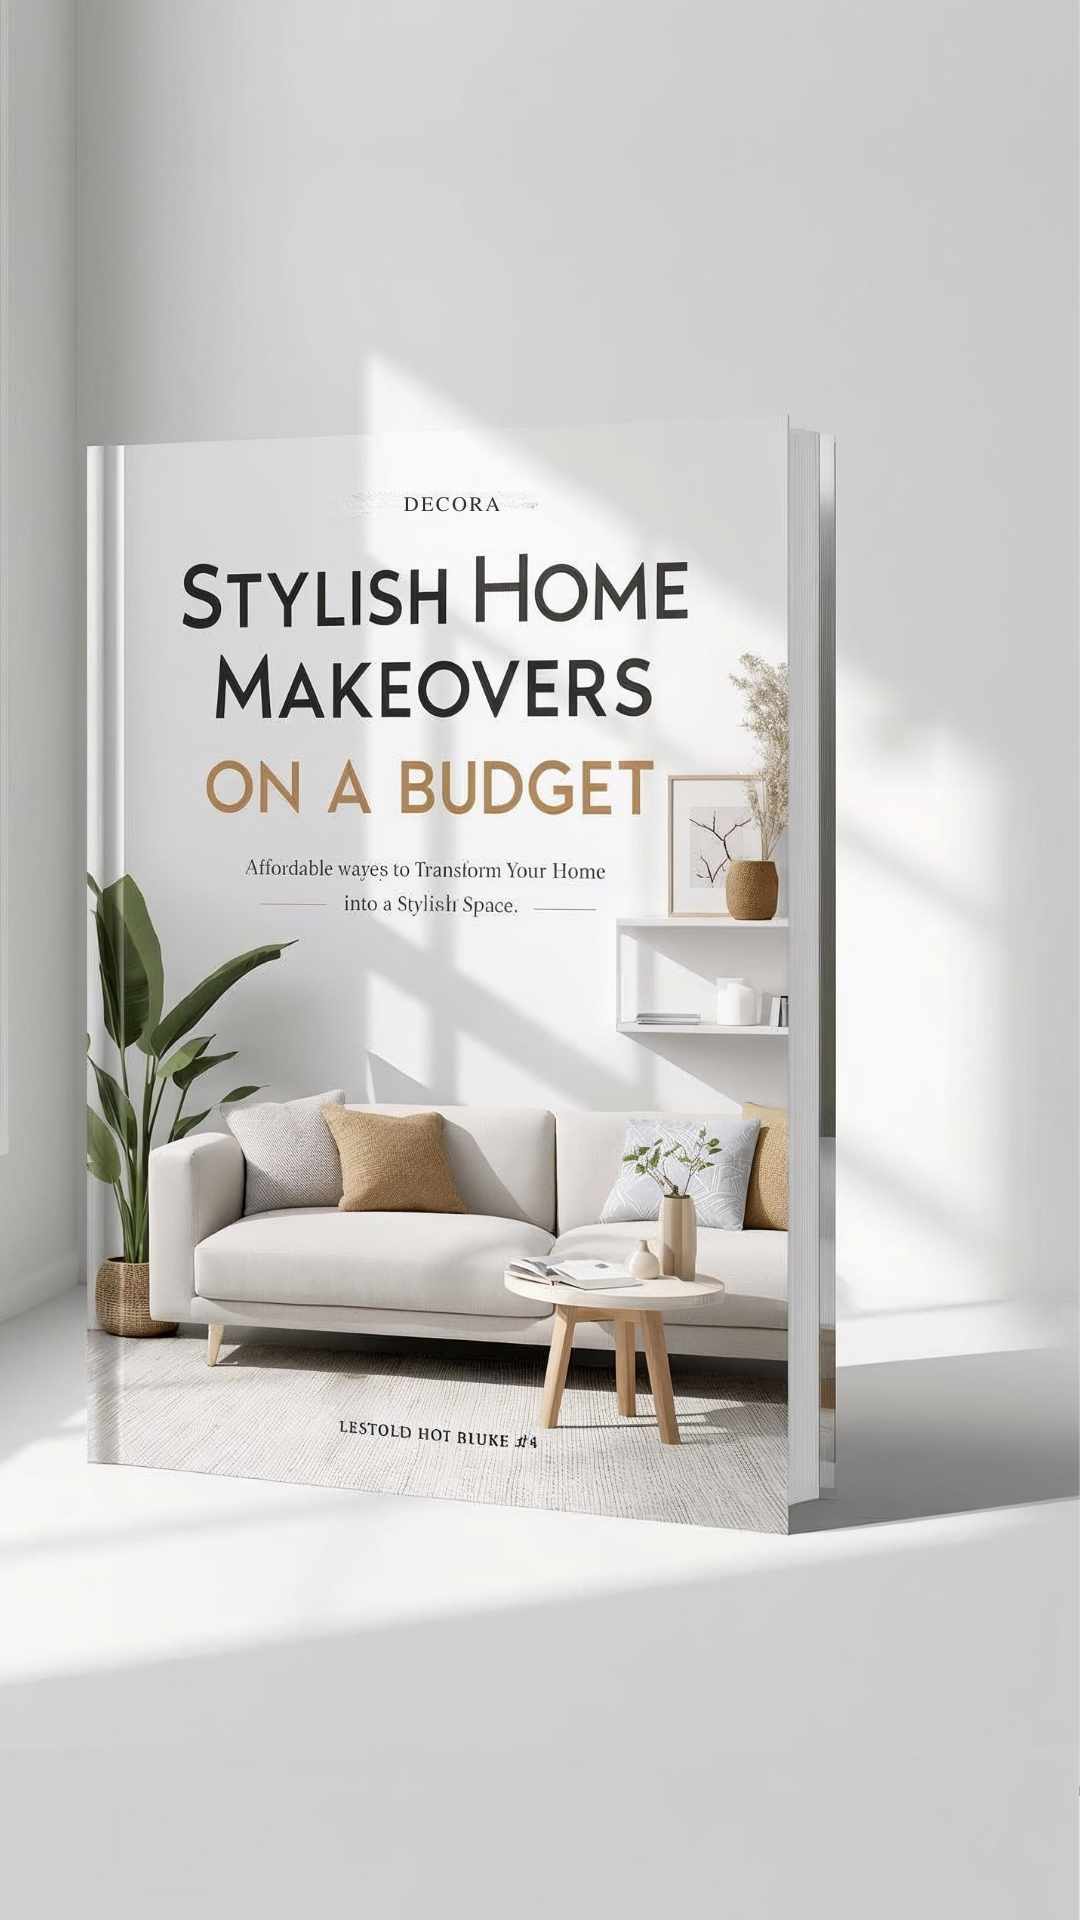 DECORA
STYLISH HOME
MAKEOVERS
ON A BUDGET
Affordable wayes to Transform Your Home
into a Stylish Space.
LESTOLD HOT BLUKE #4